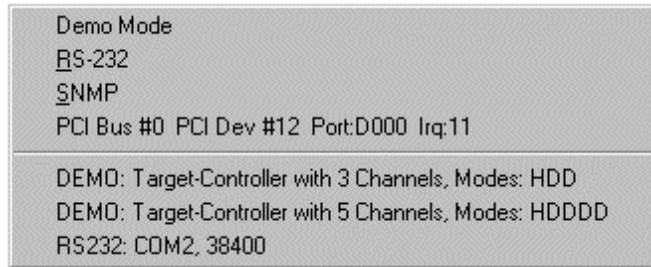 Demo Mode
RS-232
SNMP
PCI Bus #0 PCI Dev #12 Port:D000 Irq:11
DEMO: Target-Controller with 3 Channels, Modes: HDD
DEMO: Target-Controller with 5 Channels, Modes: HDDDD
RS232: COM2, 38400